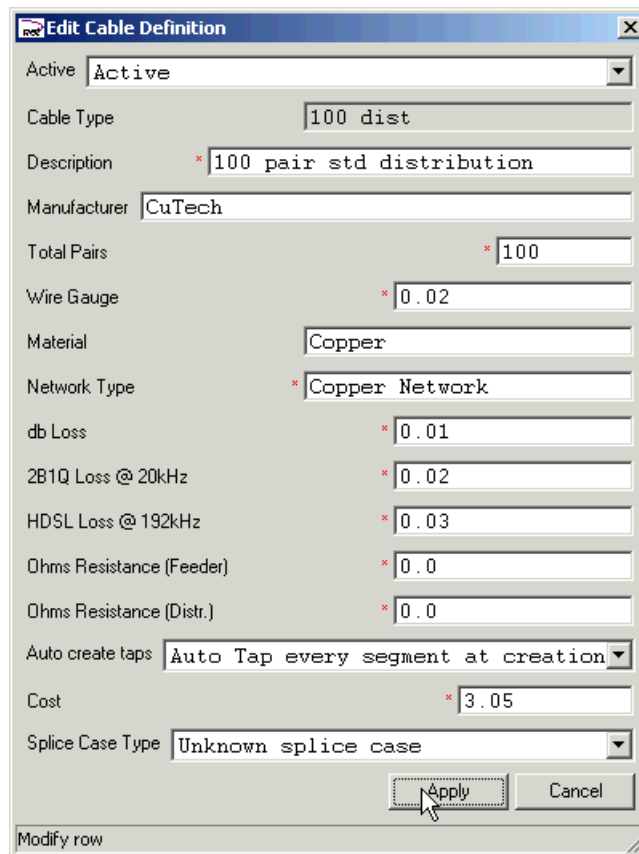 Edit Cable Definition
Active Active
Cable Type 100 dist
Description * 100 pair std distribution
Manufacturer CuTech
Total Pairs * 100
Wire Gauge * 0.02
Material Copper
Network Type * Copper Network
db Loss * 0.01
2B1Q Loss @ 20kHz * 0.02
HDSL Loss @ 192kHz * 0.03
Ohms Resistance (Feeder) * 0.0
Ohms Resistance (Distr.) * 0.0
Auto create taps Auto Tap every segment at creation
Cost * 3.05
Splice Case Type Unknown splice case
Apply Cancel
Modify row